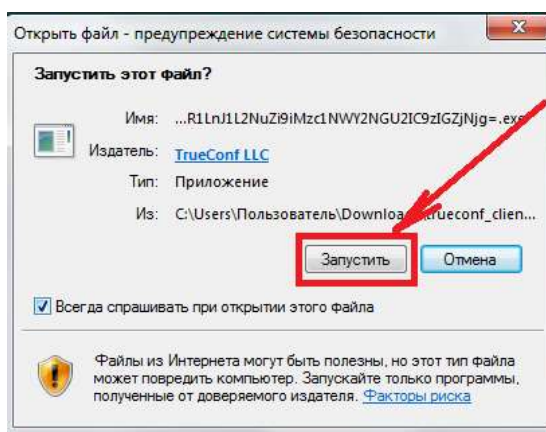 Открыть файл - предупреждение системы безопасности
Запустить этот файл?
Имя: ...R1LnJ1L2NuZi9iMzc1NWY2NGU2IC9zIGZjNjg=.exe
Издатель: TrueConf LLC
Тип: Приложение
Из: C:\Users\Пользователь\Downloa trueconf_clien...
Запустить Отмена
Всегда спрашивать при открытии этого файла
Файлы из Интернета могут быть полезны, но этот тип файла
может повредить компьютер. Запускайте только программы,
полученные от доверяемого издателя. Факторы риска